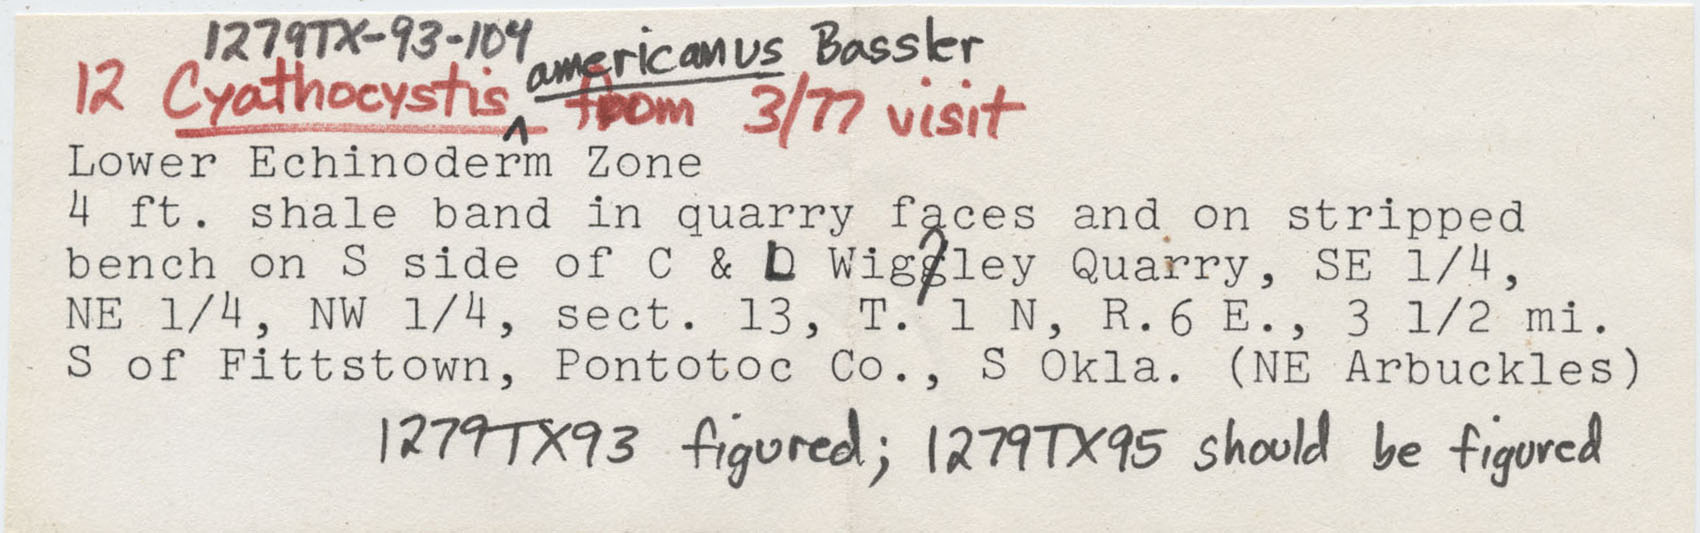 1279TX-93-104
americanus Bassler
12 Cyathocystis ^ from 3/77 visit
Lower Echinoderm Zone
4 ft. shale band in quarry faces and on stripped
bench on S side of C & L Wigley Quarry, SE 1/4,
NE 1/4, NW 1/4, sect. 13, T. 1 N, R.6 E., 3 1/2 mi.
S of Fittstown, Pontotoc Co., S Okla. (NE Arbuckles)
1279TX93 figured; 1279TX95 should be figured